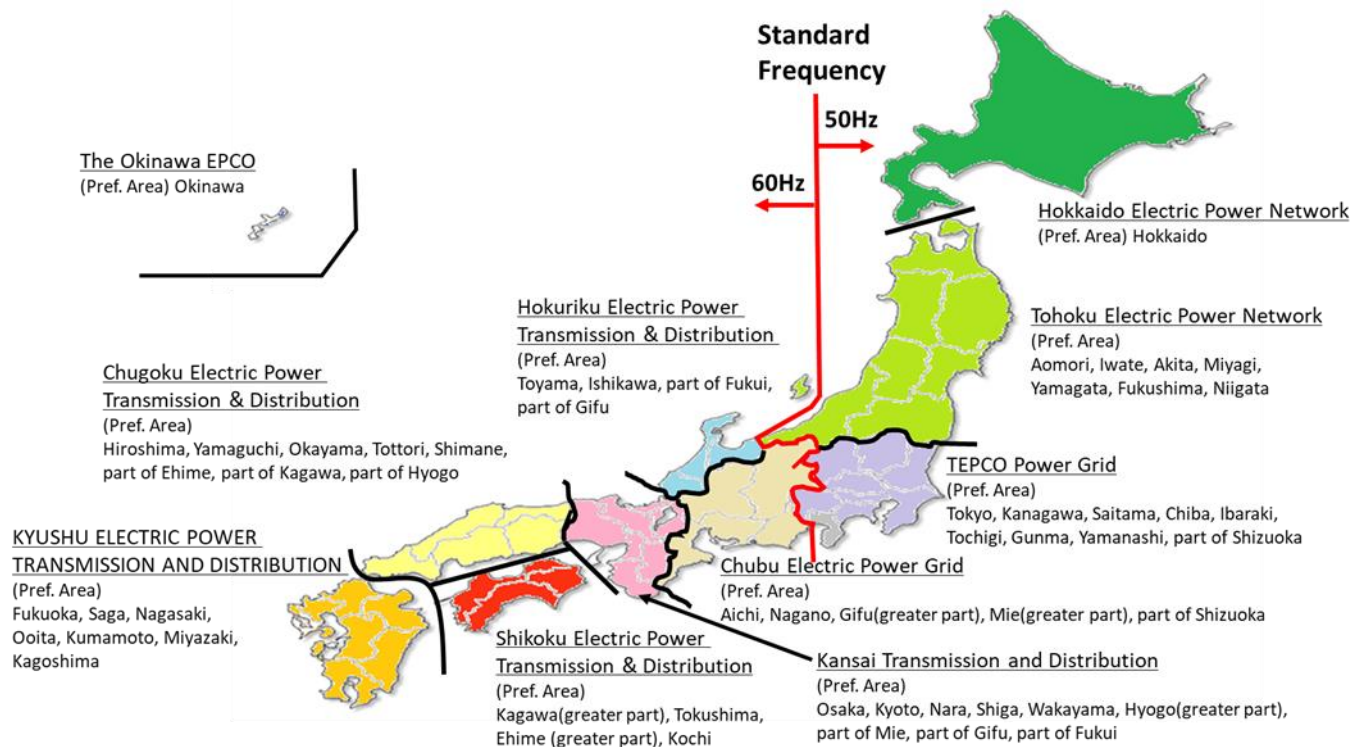 Standard
Frequency
50Hz
60Hz
The Okinawa EPCO
(Pref. Area) Okinawa
Hokkaido Electric Power Network
(Pref. Area) Hokkaido
Hokuriku Electric Power
Transmission & Distribution
(Pref. Area)
Toyama, Ishikawa, part of Fukui,
part of Gifu
Tohoku Electric Power Network
(Pref. Area)
Aomori, Iwate, Akita, Miyagi,
Yamagata, Fukushima, Niigata
Chugoku Electric Power
Transmission & Distribution
(Pref. Area)
Hiroshima, Yamaguchi, Okayama, Tottori, Shimane,
part of Ehime, part of Kagawa, part of Hyogo
TEPCO Power Grid
(Pref. Area)
Tokyo, Kanagawa, Saitama, Chiba, Ibaraki,
Tochigi, Gunma, Yamanashi, part of Shizuoka
KYUSHU ELECTRIC POWER
TRANSMISSION AND DISTRIBUTION
(Pref. Area)
Fukuoka, Saga, Nagasaki,
Ooita, Kumamoto, Miyazaki,
Kagoshima
Chubu Electric Power Grid
(Pref. Area)
Aichi, Nagano, Gifu(greater part), Mie(greater part), part of Shizuoka
Shikoku Electric Power
Transmission & Distribution
(Pref. Area)
Kagawa(greater part), Tokushima,
Ehime (greater part), Kochi
Kansai Transmission and Distribution
(Pref. Area)
Osaka, Kyoto, Nara, Shiga, Wakayama, Hyogo(greater part),
part of Mie, part of Gifu, part of Fukui